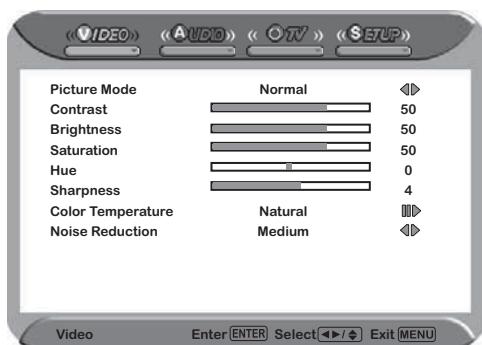 VIDEO AUDIO TV SETUP
Picture Mode Normal
Contrast 50
Brightness 50
Saturation 50
Hue 0
Sharpness 4
Color Temperature Natural
Noise Reduction Medium
Video Enter ENTER Select ◄►/♦ Exit MENU